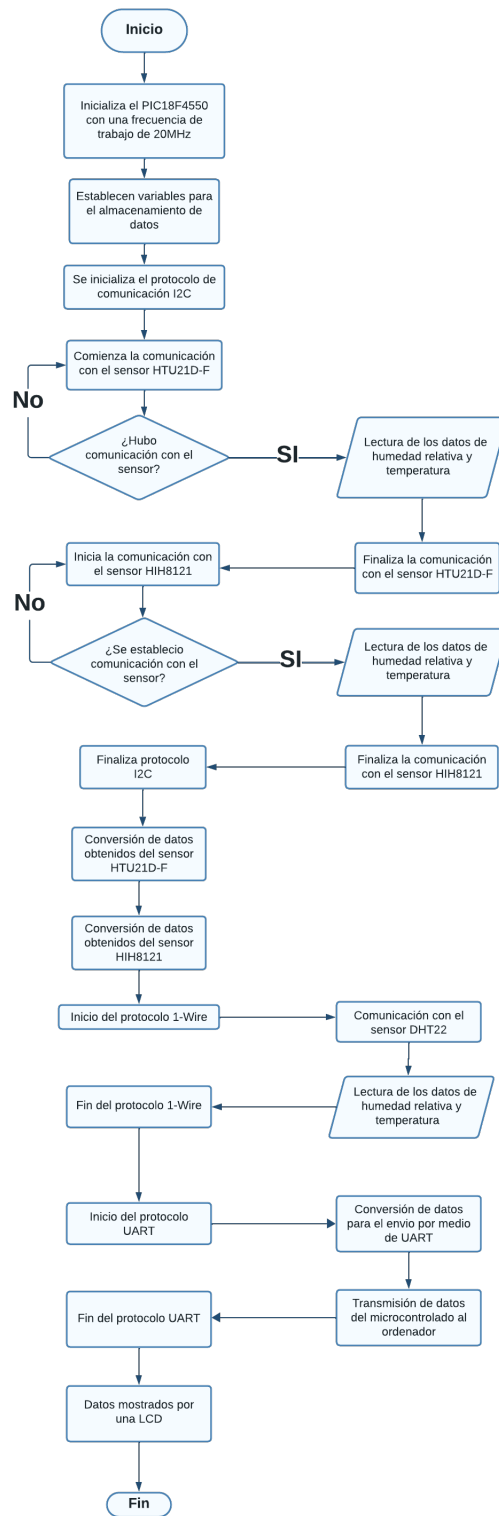 Inicio
Inicializa el PIC18F4550
con una frecuencia de
trabajo de 20MHz
Establecen variables para
el almacenamiento de
datos
Se inicializa el protocolo de
comunicación I2C
Comienza la comunicación
con el sensor HTU21D-F
No
¿Hubo
comunicación con el
sensor?
SI
Lectura de los datos de
humedad relativa y
temperatura
Finaliza la comunicación
con el sensor HTU21D-F
Inicia la comunicación con
el sensor HIH8121
No
¿Se establecio
comunicación con el
sensor?
SI
Lectura de los datos de
humedad relativa y
temperatura
Finaliza la comunicación
con el sensor HIH8121
Finaliza protocolo
I2C
Conversión de datos
obtenidos del sensor
HTU21D-F
Conversión de datos
obtenidos del sensor
HIH8121
Inicio del protocolo 1-Wire
Comunicación con el
sensor DHT22
Lectura de los datos de
humedad relativa y
temperatura
Fin del protocolo 1-Wire
Inicio del protocolo
UART
Conversión de datos
para el envio por medio
de UART
Transmisión de datos
del microcontrolado al
ordenador
Fin del protocolo UART
Datos mostrados por
una LCD
Fin